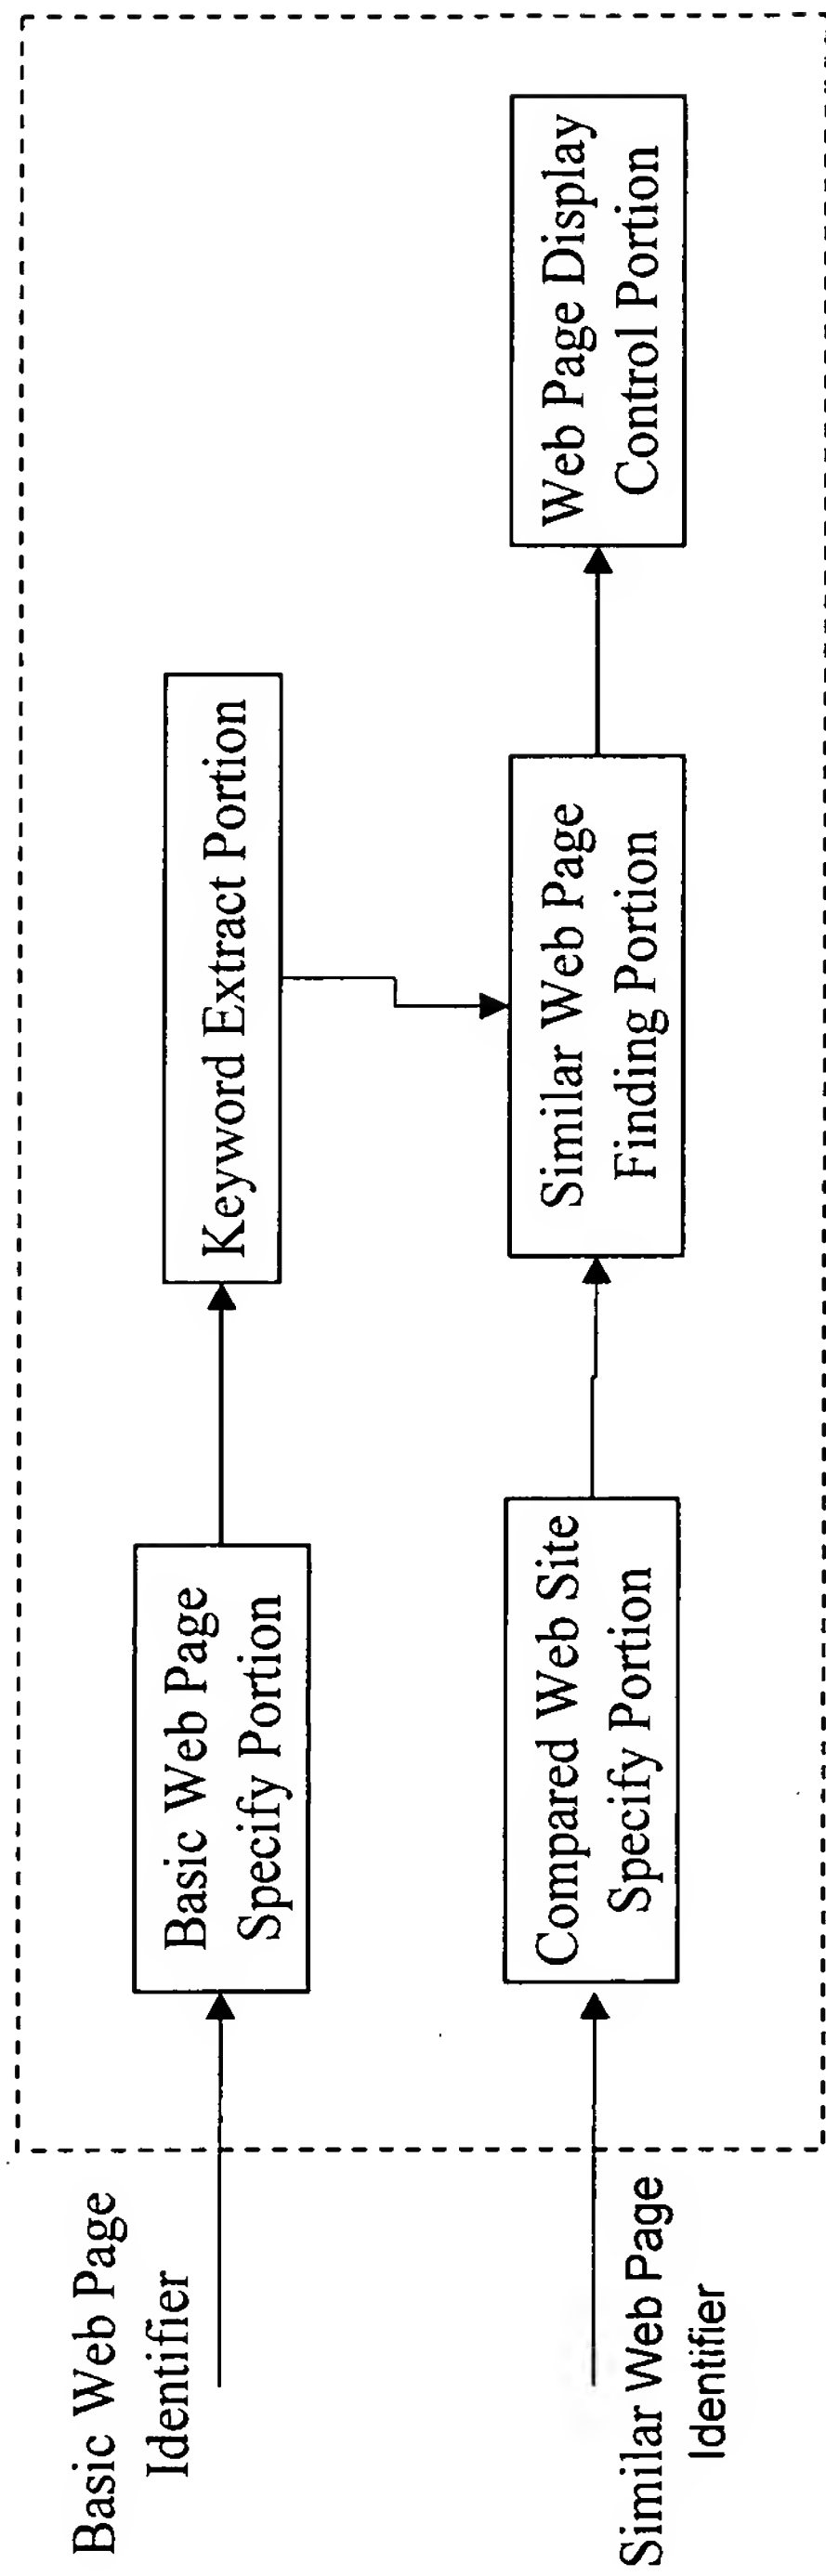 Basic Web Page
Identifier
Basic Web Page
Specify Portion
Keyword Extract Portion
Similar Web Page
Identifier
Compared Web Site
Specify Portion
Similar Web Page
Finding Portion
Web Page Display
Control Portion